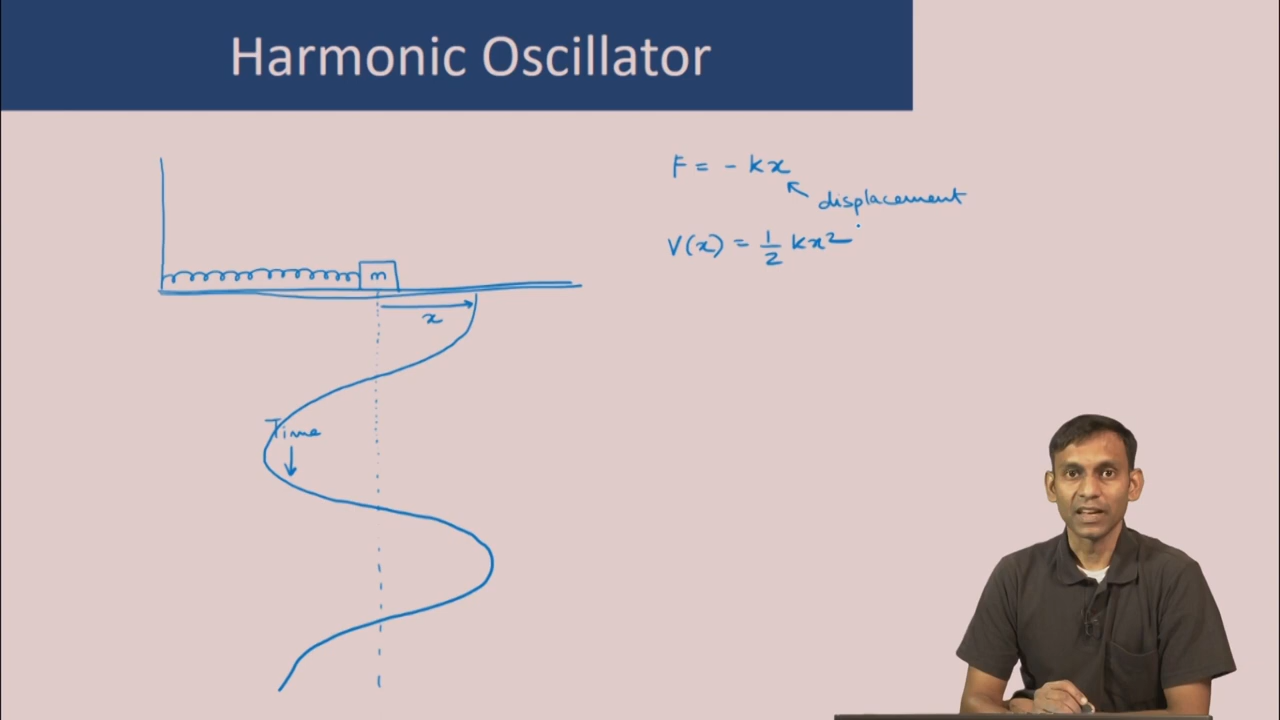 Harmonic Oscillator
F = - kx
displacement
V(x) = 1/2 kx²
m
x
Time